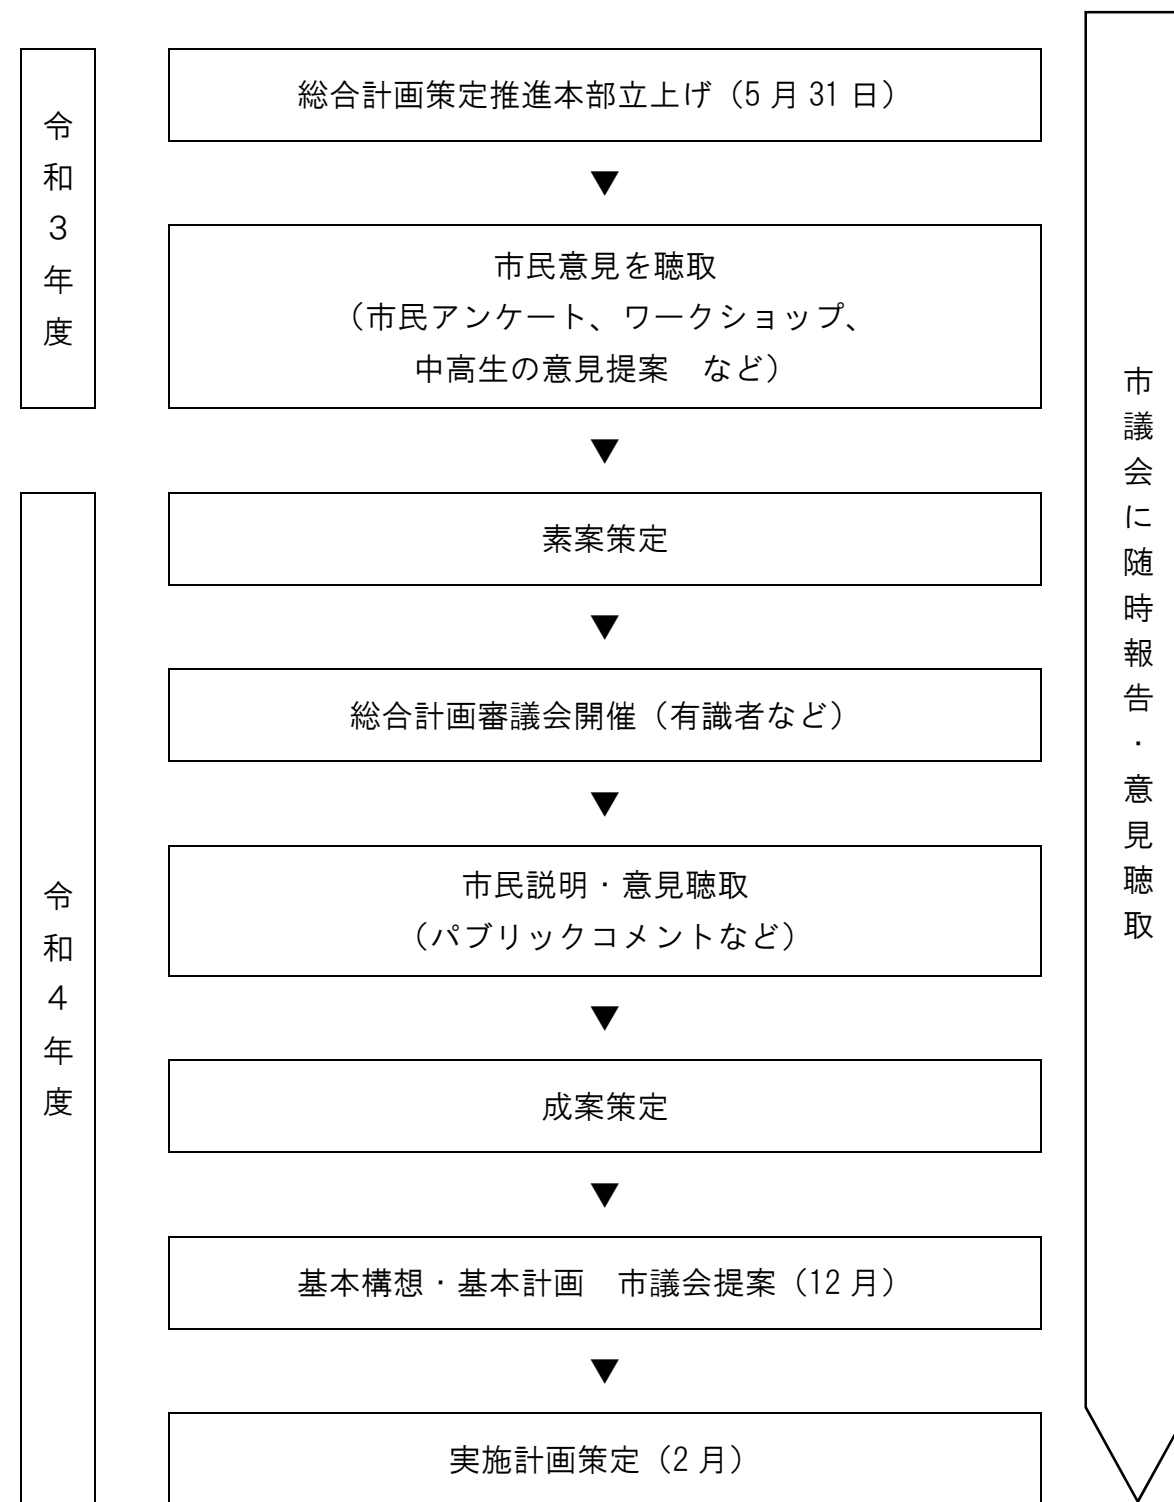 令和３年度
総合計画策定推進本部立上げ（5月31日）
▼
市民意見を聴取
（市民アンケート、ワークショップ、
中高生の意見提案　など）
▼
令和４年度
素案策定
▼
総合計画審議会開催（有識者など）
▼
市民説明・意見聴取
（パブリックコメントなど）
▼
成案策定
▼
基本構想・基本計画　市議会提案（12月）
▼
実施計画策定（2月）
市議会に随時報告・意見聴取